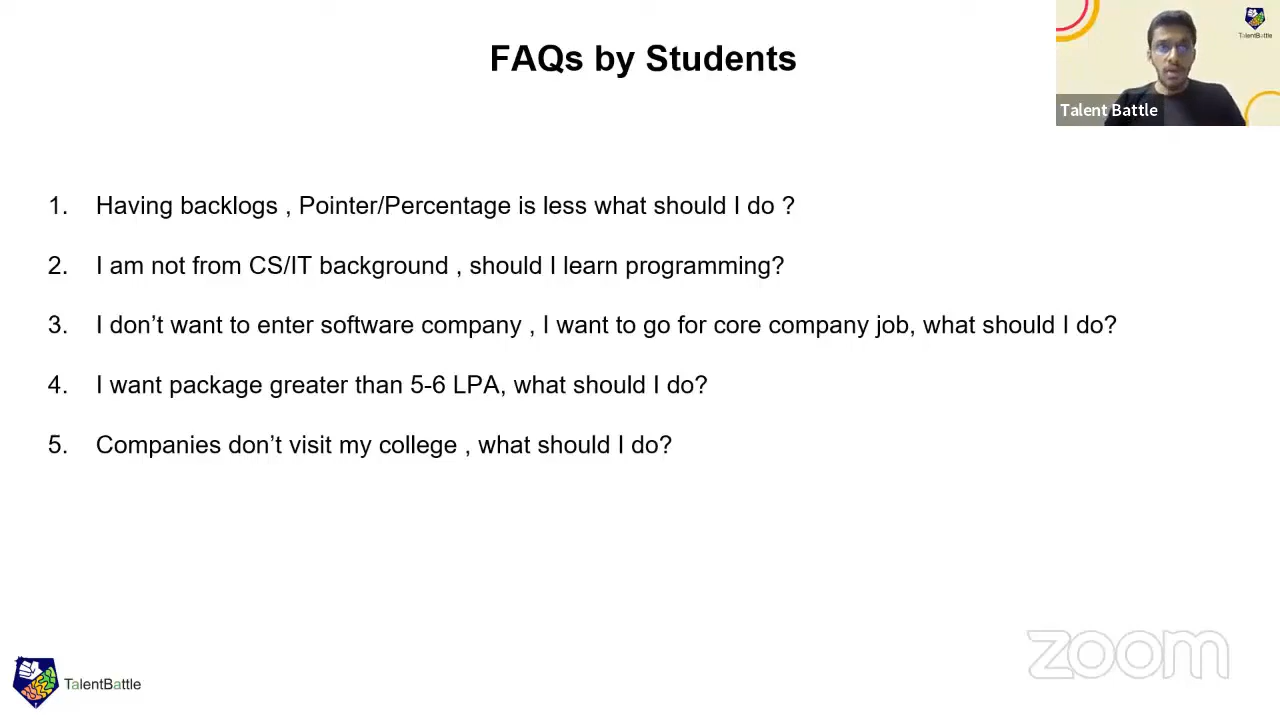 FAQs by Students
TalentBattle
Talent Battle
1. Having backlogs , Pointer/Percentage is less what should I do ?
2. I am not from CS/IT background , should I learn programming?
3. I don’t want to enter software company , I want to go for core company job, what should I do?
4. I want package greater than 5-6 LPA, what should I do?
5. Companies don’t visit my college , what should I do?
zoom
TalentBattle